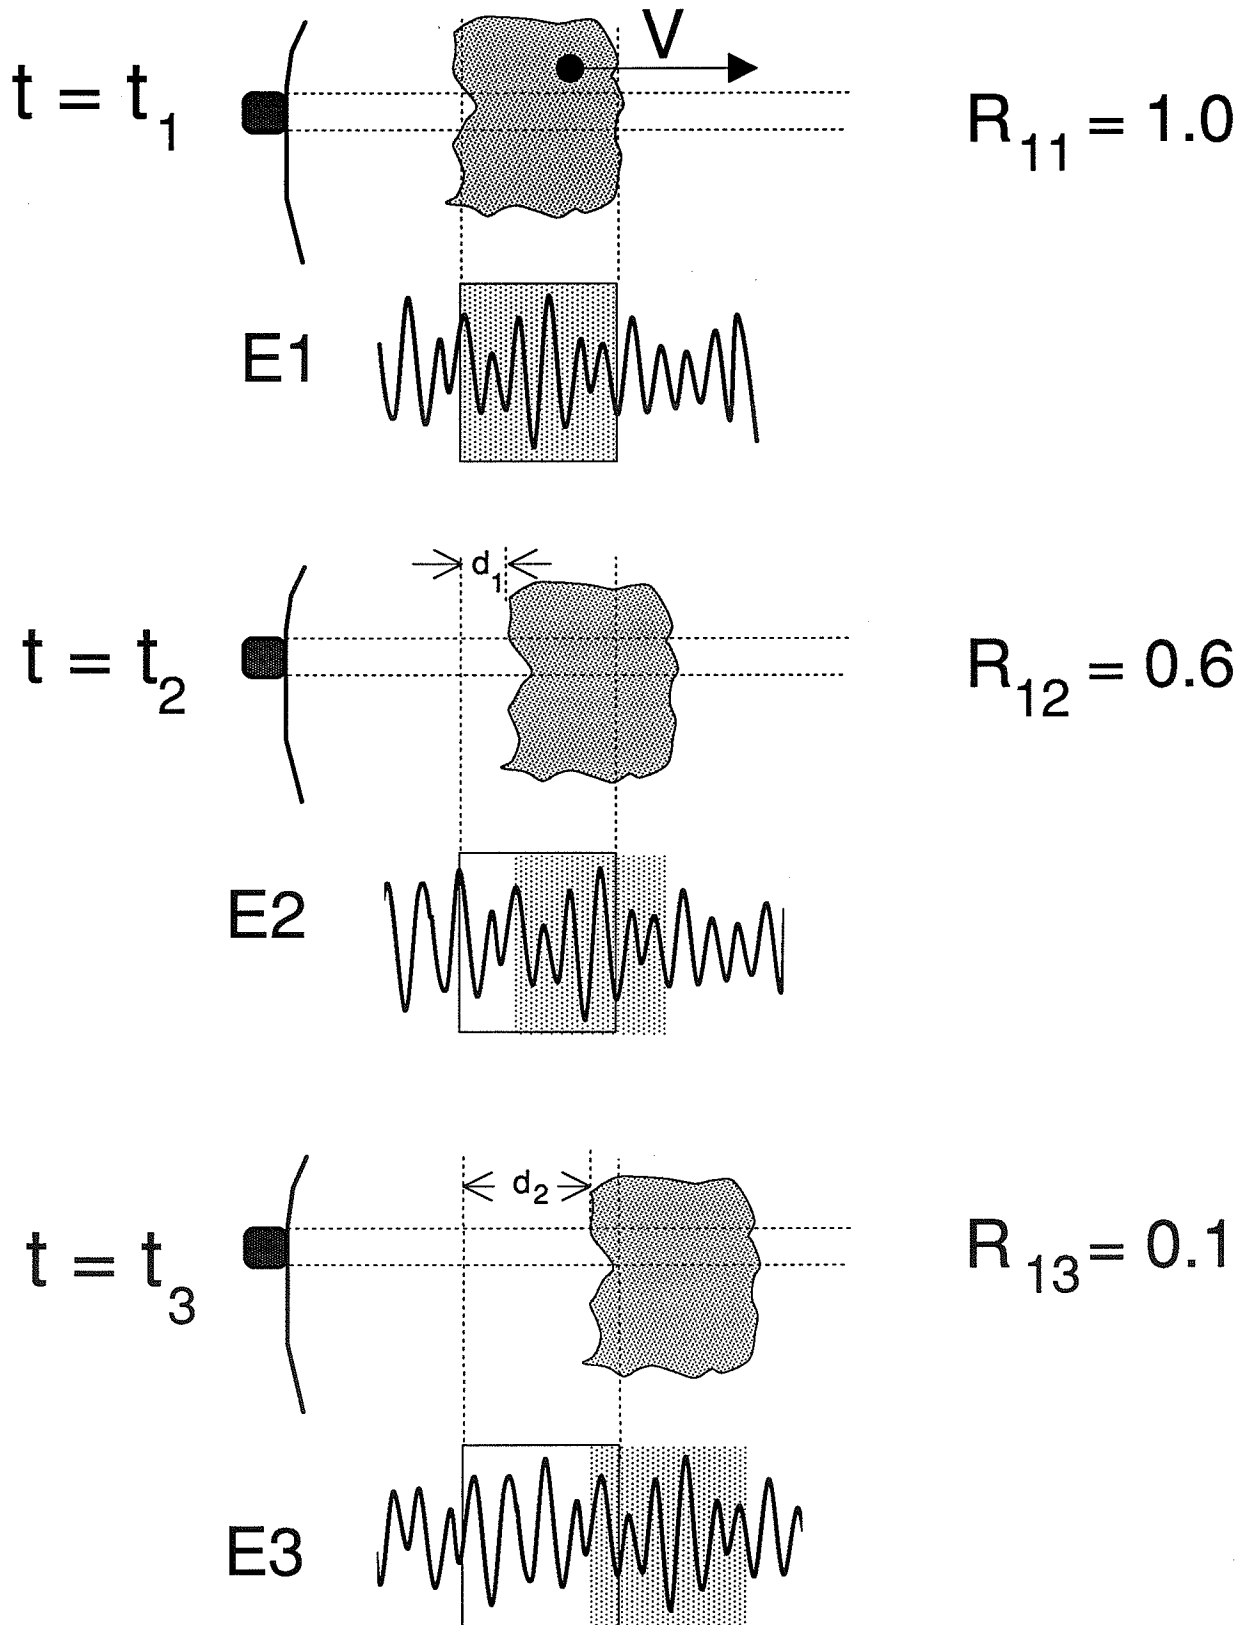 V
t = t₁
R₁₁ = 1.0
E1
d₁
t = t₂
R₁₂ = 0.6
E2
d₂
t = t₃
R₁₃ = 0.1
E3